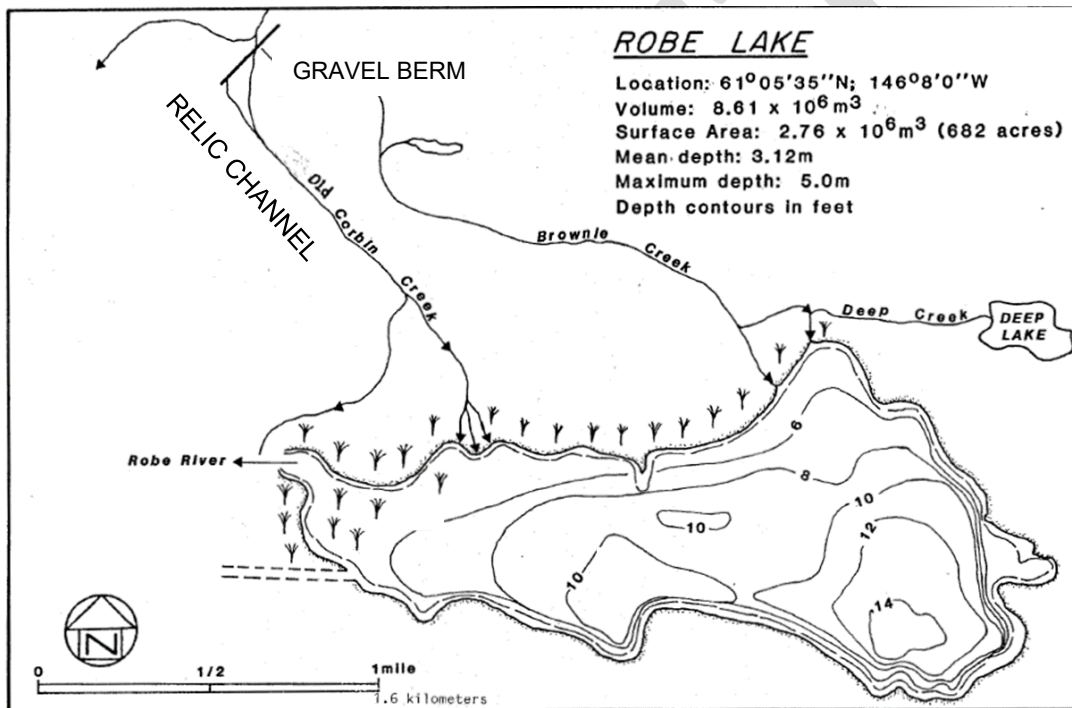 ROBE LAKE
Location: 61°05'35"N; 146°8'0"W
Volume: 8.61 x 10⁶m³
Surface Area: 2.76 x 10⁶m³ (682 acres)
Mean depth: 3.12m
Maximum depth: 5.0m
Depth contours in feet
GRAVEL BERM
RELIC CHANNEL
Old Corbin Creek
Brownie Creek
Deep Creek
DEEP
LAKE
Robe River
6
8
10
10
12
10
14
N
0 1/2 1mile
1.6 kilometers